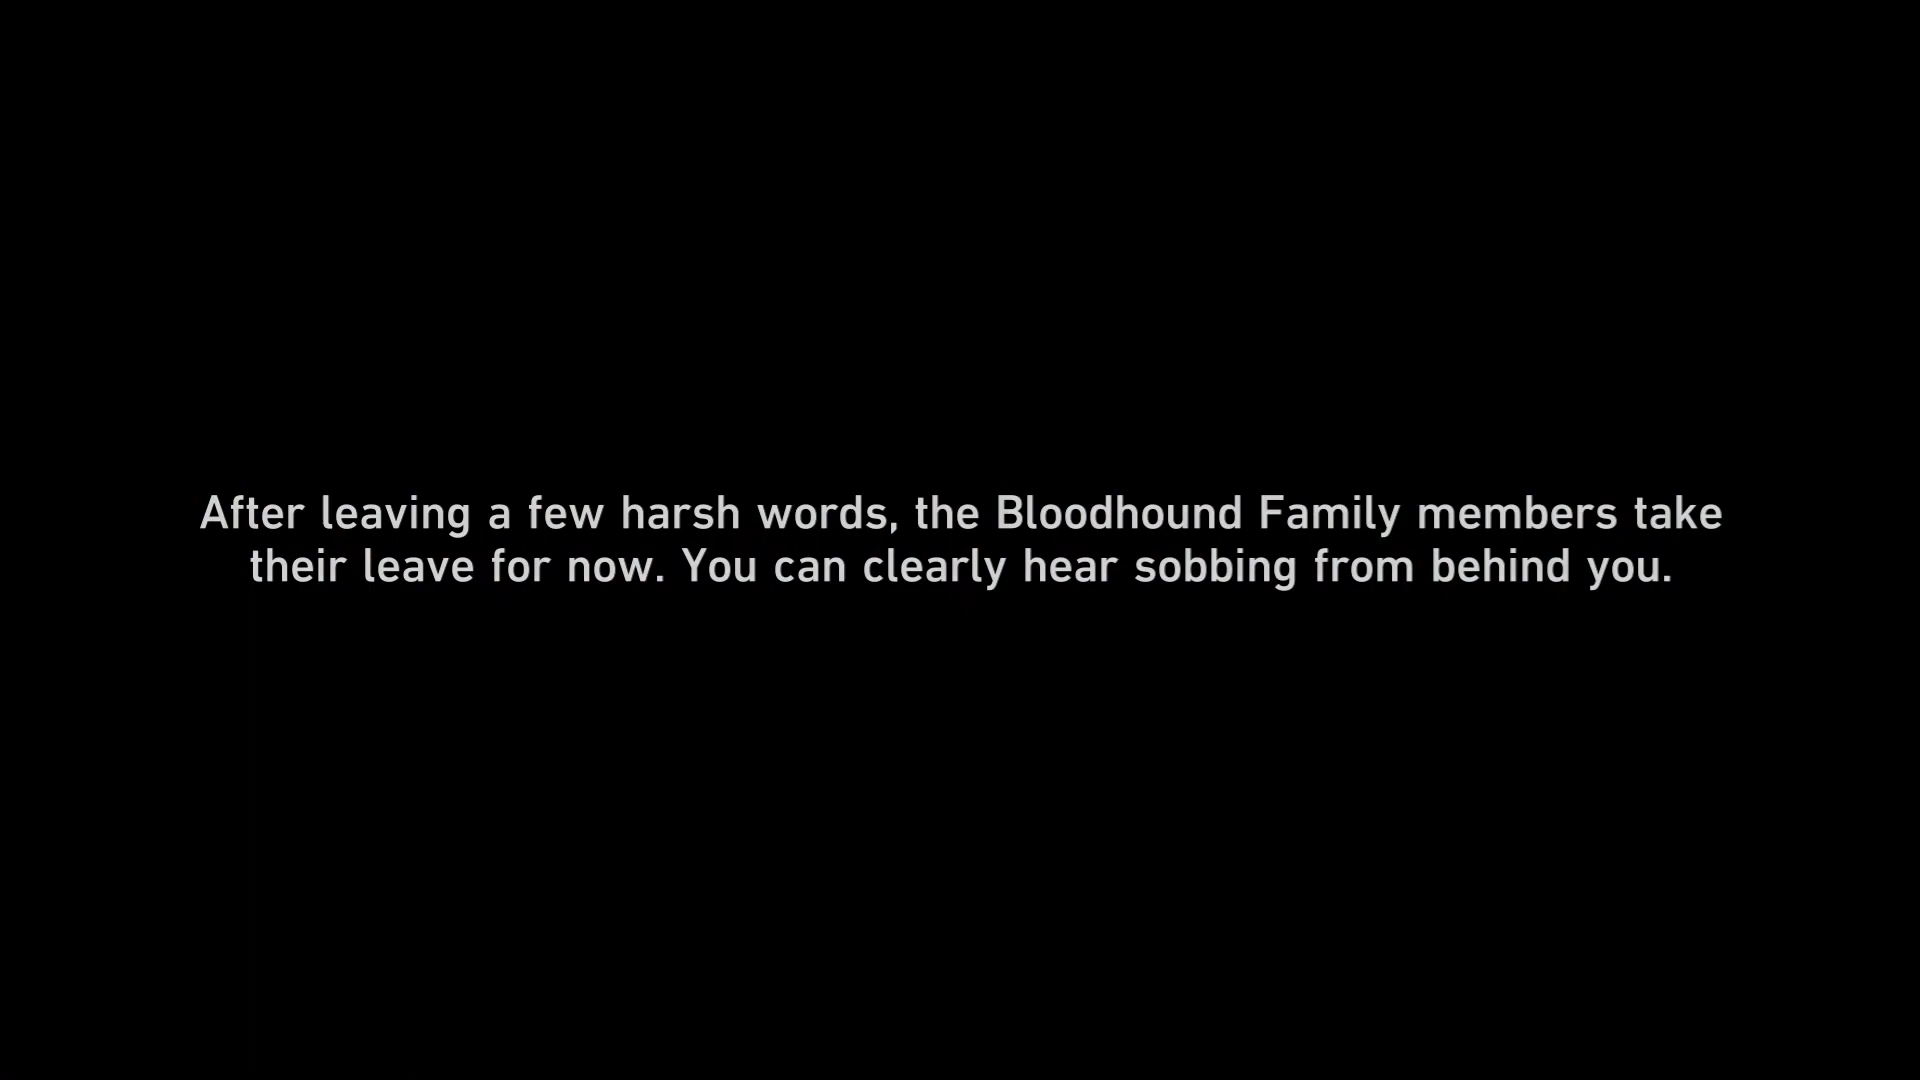 After leaving a few harsh words, the Bloodhound Family members take
their leave for now. You can clearly hear sobbing from behind you.